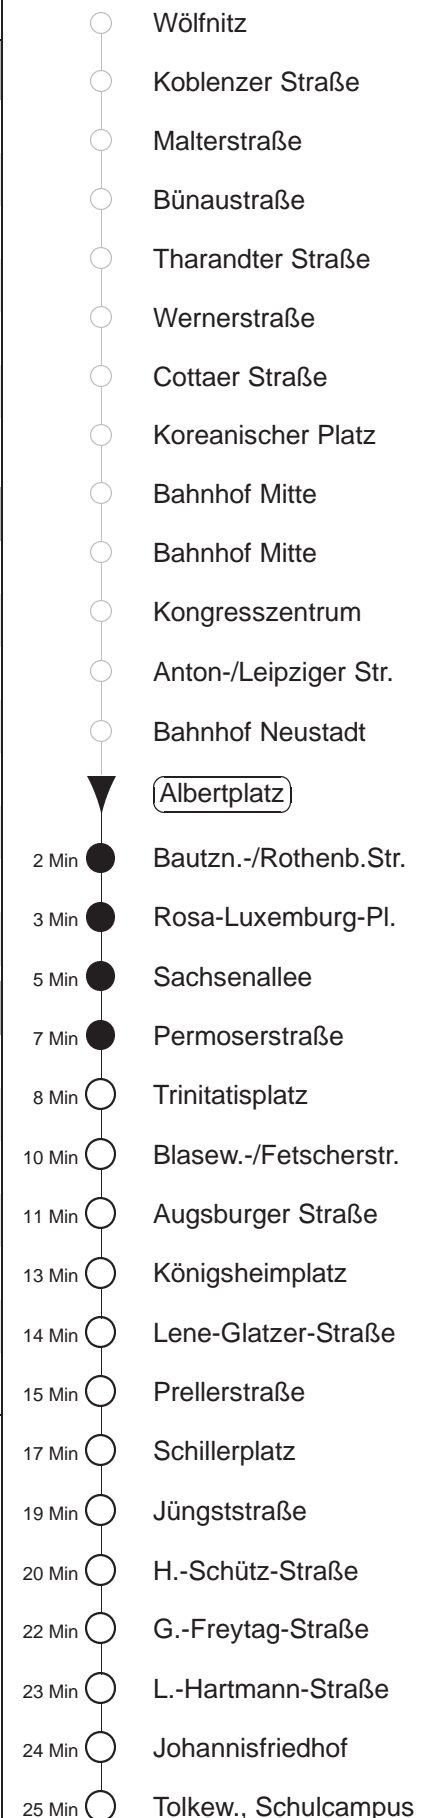 Wölfnitz
Koblenzer Straße
Malterstraße
Bünaustraße
Tharandter Straße
Wernerstraße
Cottaer Straße
Koreanischer Platz
Bahnhof Mitte
Bahnhof Mitte
Kongresszentrum
Anton-/Leipziger Str.
Bahnhof Neustadt
Albertplatz
2 Min Bautzn.-/Rothenb.Str.
3 Min Rosa-Luxemburg-Pl.
5 Min Sachsenallee
7 Min Permoserstraße
8 Min Trinitatisplatz
10 Min Blasew.-/Fetscherstr.
11 Min Augsburger Straße
13 Min Königsheimplatz
14 Min Lene-Glatzer-Straße
15 Min Prellerstraße
17 Min Schillerplatz
19 Min Jüngststraße
20 Min H.-Schütz-Straße
22 Min G.-Freytag-Straße
23 Min L.-Hartmann-Straße
24 Min Johannisfriedhof
25 Min Tolkew., Schulcampus